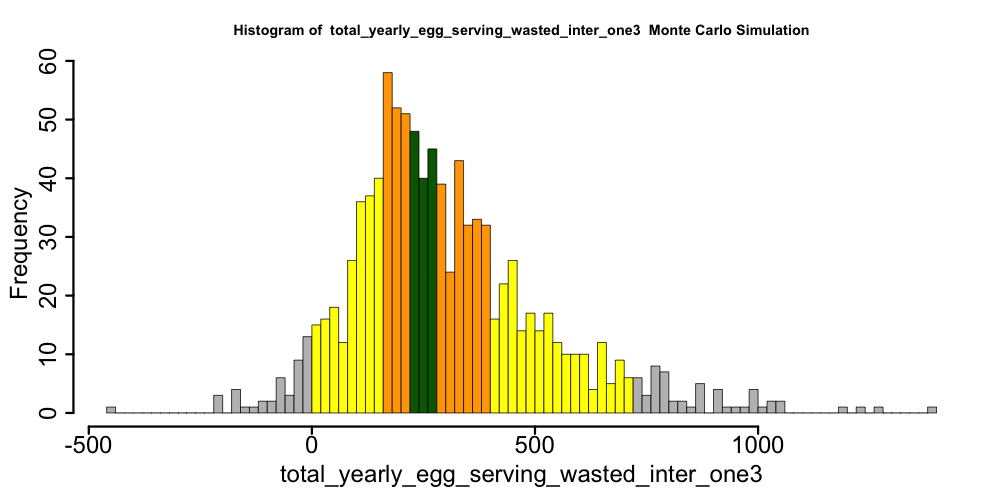 Histogram of  total_yearly_egg_serving_wasted_inter_one3  Monte Carlo Simulation
Frequency
60
50
40
30
20
10
0
-500 0 500 1000
total_yearly_egg_serving_wasted_inter_one3